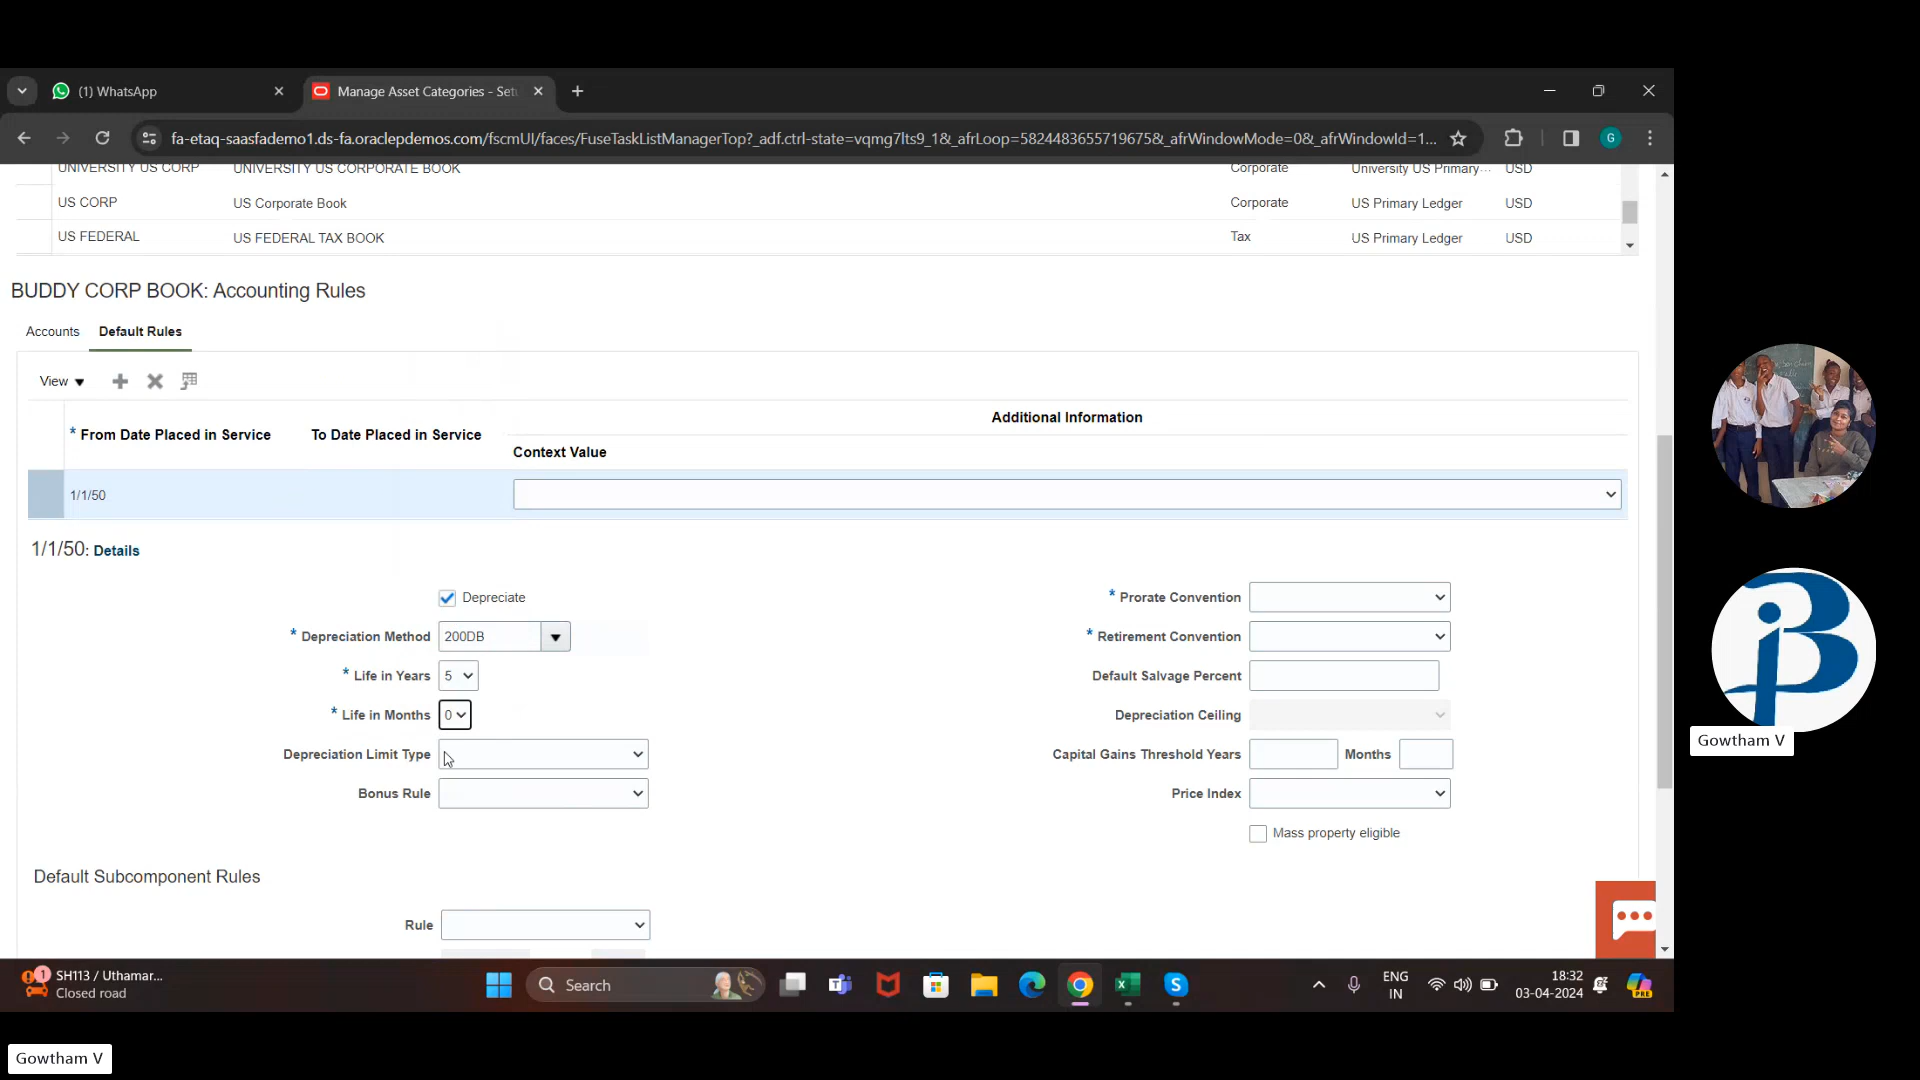 (1) WhatsApp
Manage Asset Categories - Set
fa-etaq-saasfademo1.ds-fa.oraclepdemos.com/fscmUI/faces/FuseTaskListManagerTop?_adf.ctrl-state=vqmg7lts9_1&_afrLoop=5824483655719675&_afrWindowMode=0&_afrWindowId=1...
G
UNIVERSITY US CORP UNIVERSITY US CORPORATE BOOK Corporate University US Primary... USD
US CORP US Corporate Book Corporate US Primary Ledger USD
US FEDERAL US FEDERAL TAX BOOK Tax US Primary Ledger USD
BUDDY CORP BOOK: Accounting Rules
Accounts Default Rules
View
Additional Information
* From Date Placed in Service To Date Placed in Service
Context Value
1/1/50
1/1/50: Details
Depreciate
* Prorate Convention
* Depreciation Method 200DB
* Retirement Convention
* Life in Years 5
Default Salvage Percent
* Life in Months 0
Depreciation Ceiling
Depreciation Limit Type
Capital Gains Threshold Years Months
Bonus Rule
Price Index
Mass property eligible
Default Subcomponent Rules
Rule
Gowtham V
1
SH113 / Uthamar...
Closed road
Search
ENG
IN
18:32
03-04-2024
PRE
Gowtham V